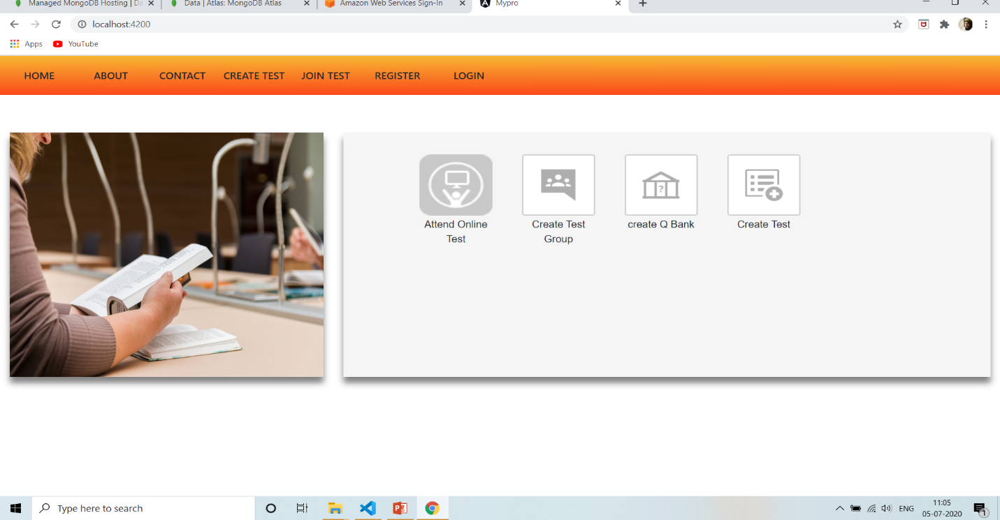 Managed MongoDB Hosting | Da
Data | Atlas: MongoDB Atlas
Amazon Web Services Sign-In
Mypro
localhost:4200
Apps
YouTube
HOME
ABOUT
CONTACT
CREATE TEST
JOIN TEST
REGISTER
LOGIN
Attend Online
Test
Create Test
Group
?
create Q Bank
Create Test
Type here to search
ENG
11:05
05-07-2020
1